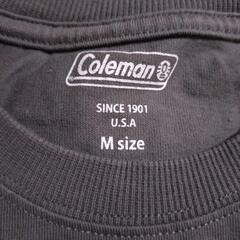 Coleman
SINCE 1901
U.S.A
M size